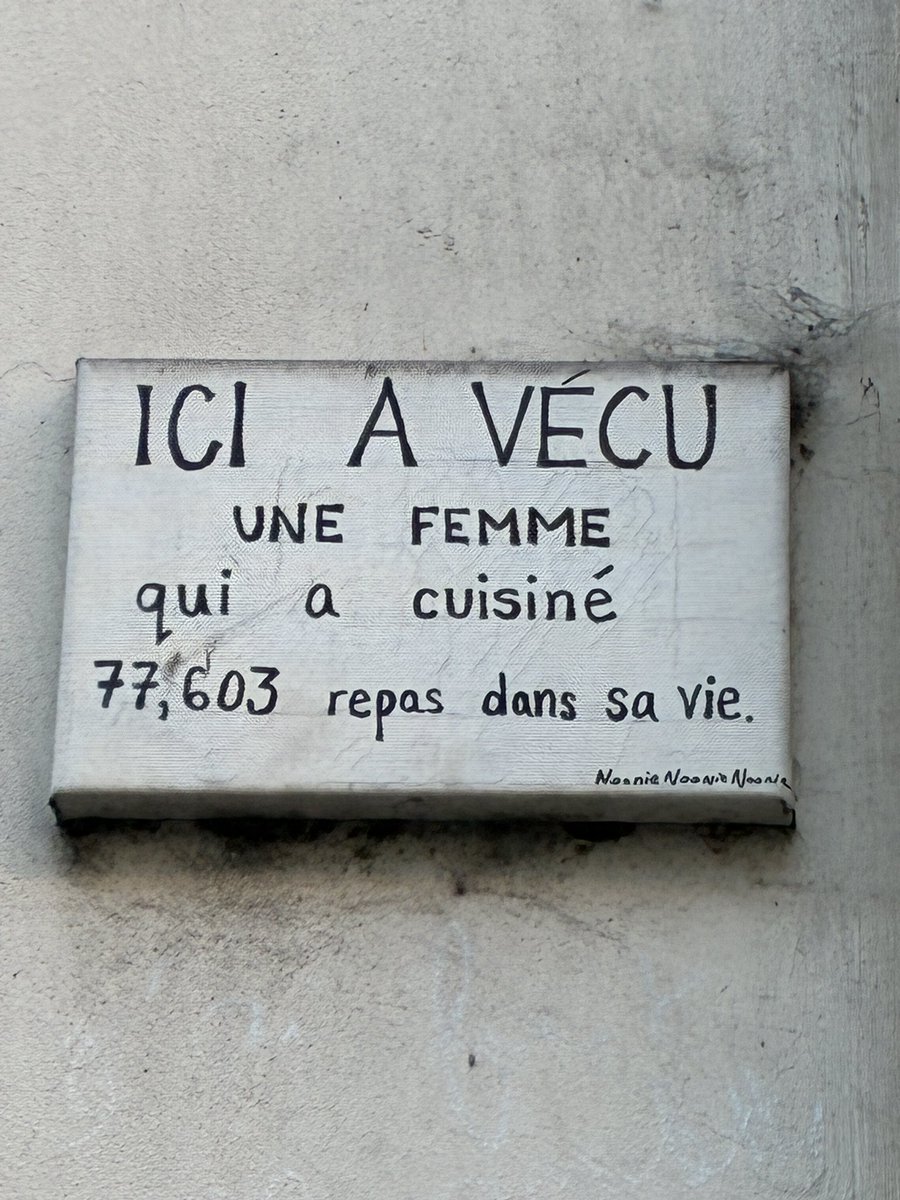 ICI A VÉCU
UNE FEMME
qui a cuisiné
77,603 repas dans sa vie.
Noonie Noonie Noonie